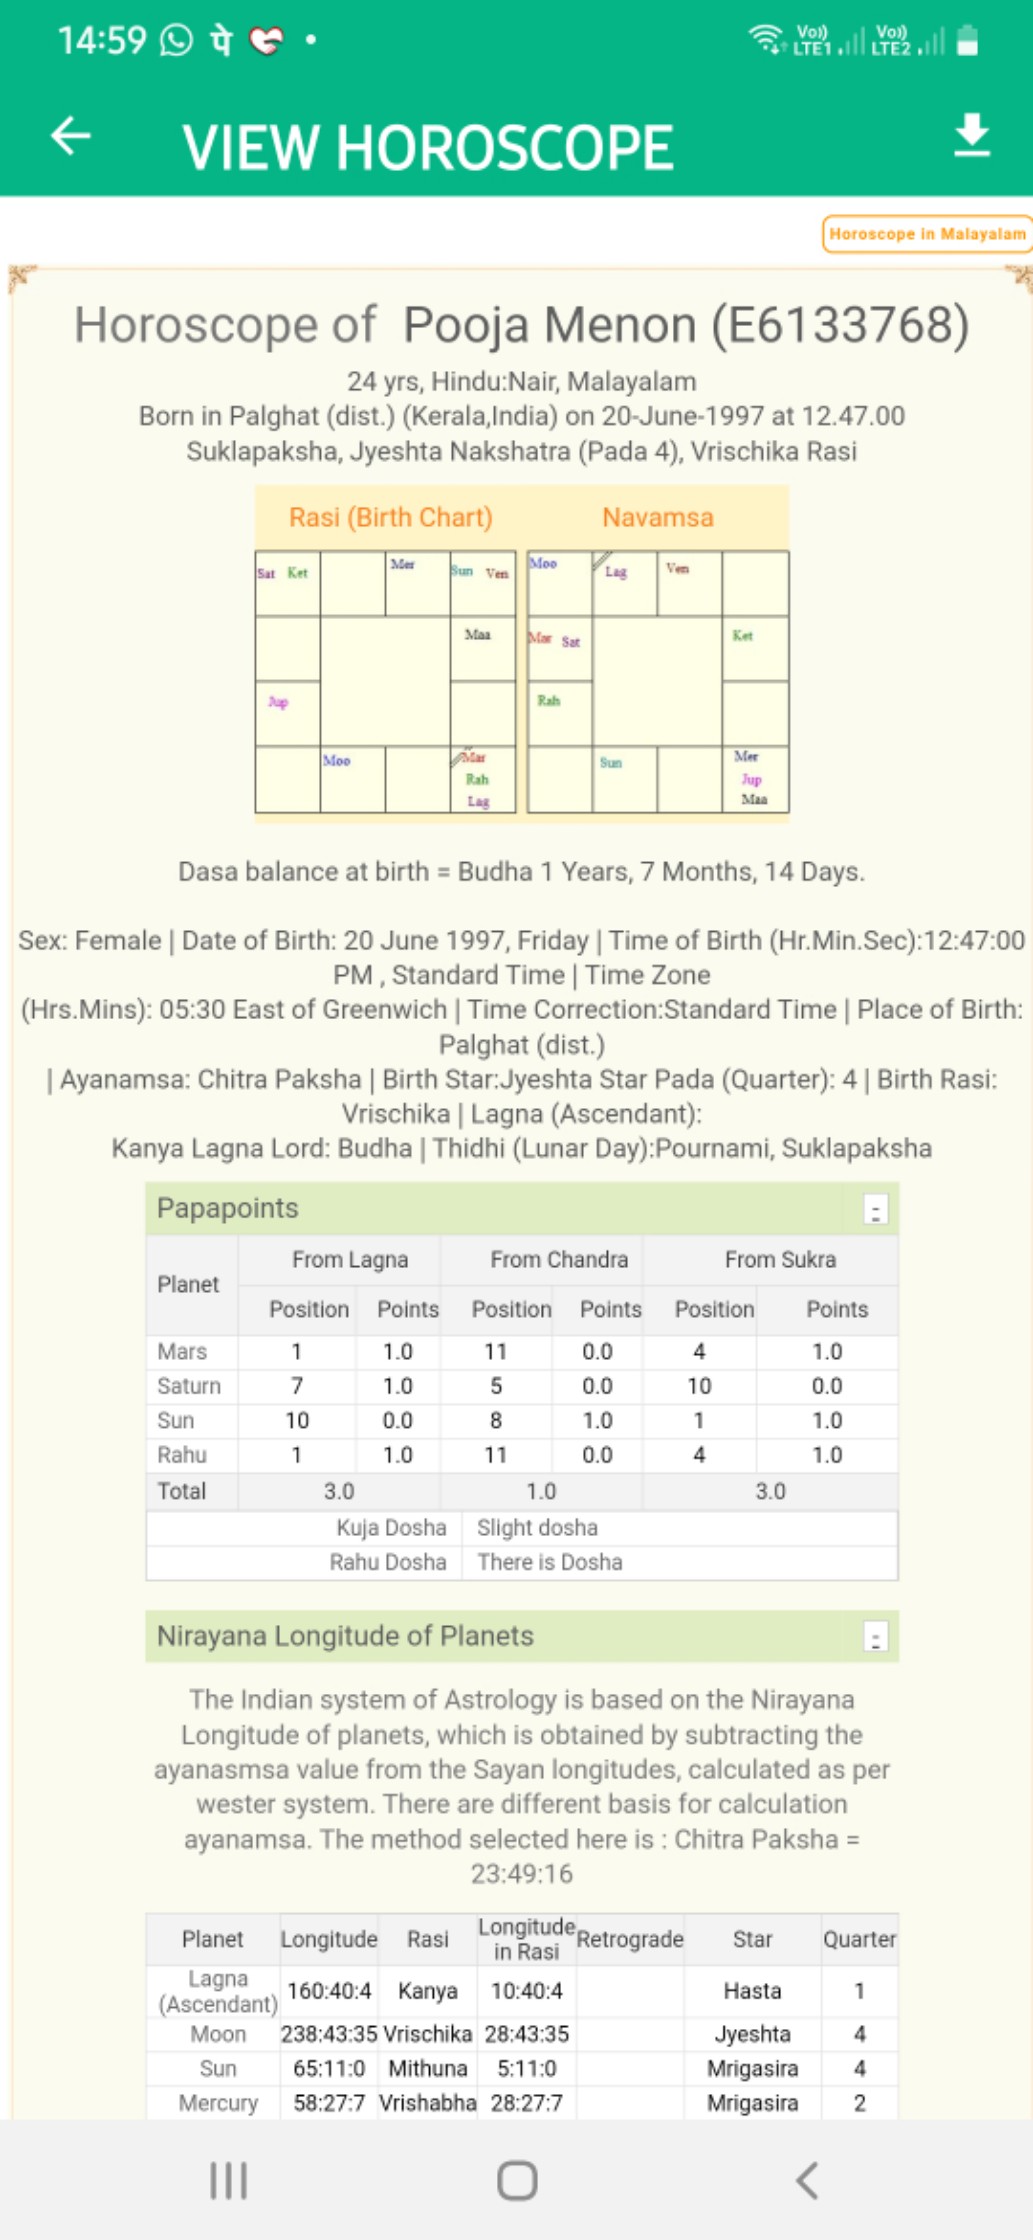 14:59 पे Vo)) LTE1 Vo)) LTE2
VIEW HOROSCOPE
Horoscope in Malayalam
Horoscope of Pooja Menon (E6133768)
24 yrs, Hindu:Nair, Malayalam
Born in Palghat (dist.) (Kerala,India) on 20-June-1997 at 12.47.00
Suklapaksha, Jyeshta Nakshatra (Pada 4), Vrischika Rasi
Rasi (Birth Chart) Navamsa
Sat Ket Mer Sun Ven Moo Lag Ven
Maa Mar Sat Ket
Jup Rah
Moo Mar Sun Mer
Rah Jup
Lag Maa
Dasa balance at birth = Budha 1 Years, 7 Months, 14 Days.
Sex: Female | Date of Birth: 20 June 1997, Friday | Time of Birth (Hr.Min.Sec):12:47:00
PM , Standard Time | Time Zone
(Hrs.Mins): 05:30 East of Greenwich | Time Correction:Standard Time | Place of Birth:
Palghat (dist.)
| Ayanamsa: Chitra Paksha | Birth Star:Jyeshta Star Pada (Quarter): 4 | Birth Rasi:
Vrischika | Lagna (Ascendant):
Kanya Lagna Lord: Budha | Thidhi (Lunar Day):Pournami, Suklapaksha
Papapoints -
Planet From Lagna From Chandra From Sukra
Position Points Position Points Position Points
Mars 1 1.0 11 0.0 4 1.0
Saturn 7 1.0 5 0.0 10 0.0
Sun 10 0.0 8 1.0 1 1.0
Rahu 1 1.0 11 0.0 4 1.0
Total 3.0 1.0 3.0
Kuja Dosha Slight dosha
Rahu Dosha There is Dosha
Nirayana Longitude of Planets -
The Indian system of Astrology is based on the Nirayana
Longitude of planets, which is obtained by subtracting the
ayanasmsa value from the Sayan longitudes, calculated as per
wester system. There are different basis for calculation
ayanamsa. The method selected here is : Chitra Paksha =
23:49:16
Planet Longitude Rasi Longitude in Rasi Retrograde Star Quarter
Lagna (Ascendant) 160:40:4 Kanya 10:40:4 Hasta 1
Moon 238:43:35 Vrischika 28:43:35 Jyeshta 4
Sun 65:11:0 Mithuna 5:11:0 Mrigasira 4
Mercury 58:27:7 Vrishabha 28:27:7 Mrigasira 2